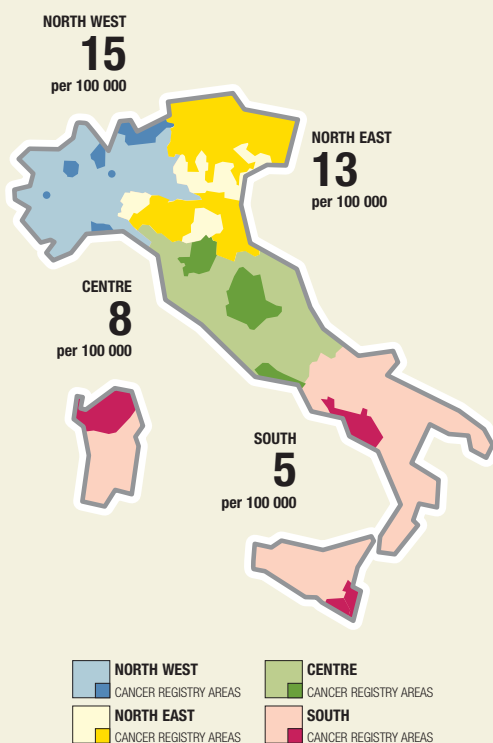 NORTH WEST
15
per 100 000
NORTH EAST
13
per 100 000
CENTRE
8
per 100 000
SOUTH
5
per 100 000
NORTH WEST
CANCER REGISTRY AREAS
CENTRE
CANCER REGISTRY AREAS
NORTH EAST
CANCER REGISTRY AREAS
SOUTH
CANCER REGISTRY AREAS